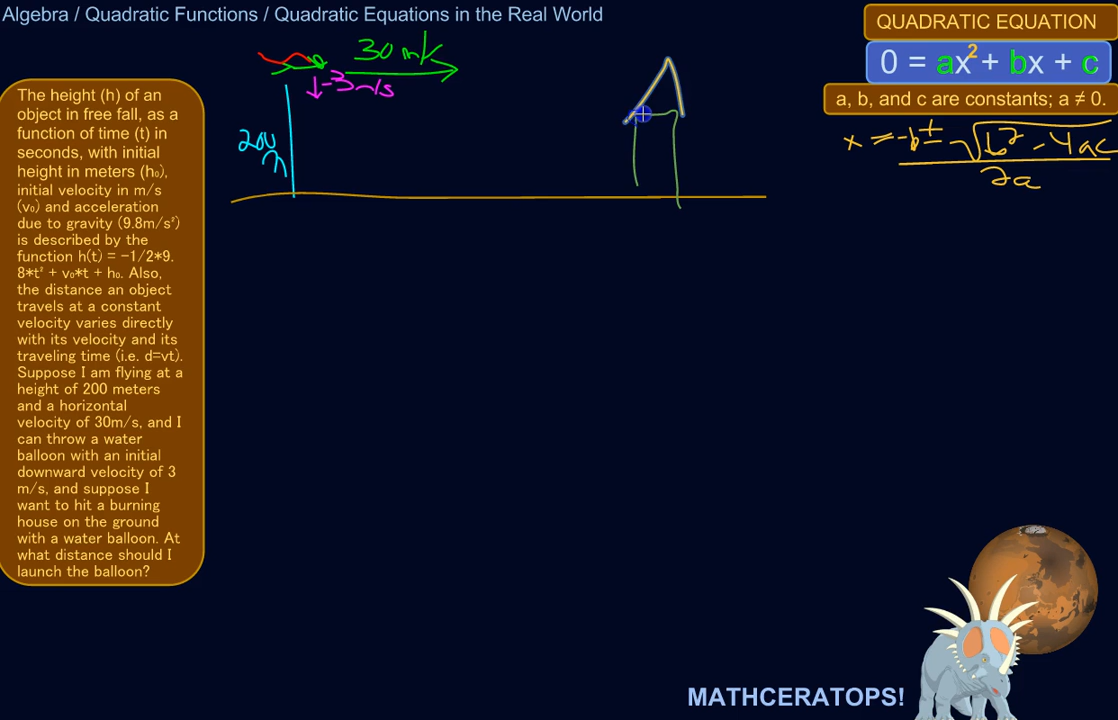 Algebra / Quadratic Functions / Quadratic Equations in the Real World
QUADRATIC EQUATION
0 = ax² + bx + c
a, b, and c are constants; a ≠ 0.
x = -b ± √b² - 4ac
2a
30 m/s
-3 m/s
200
m
The height (h) of an
object in free fall, as a
function of time (t) in
seconds, with initial
height in meters (h₀),
initial velocity in m/s
(v₀) and acceleration
due to gravity (9.8m/s²)
is described by the
function h(t) = −1/2*9.
8*t² + v₀*t + h₀. Also,
the distance an object
travels at a constant
velocity varies directly
with its velocity and its
traveling time (i.e. d=vt).
Suppose I am flying at a
height of 200 meters
and a horizontal
velocity of 30m/s, and I
can throw a water
balloon with an initial
downward velocity of 3
m/s, and suppose I
want to hit a burning
house on the ground
with a water balloon. At
what distance should I
launch the balloon?
MATHCERATOPS!